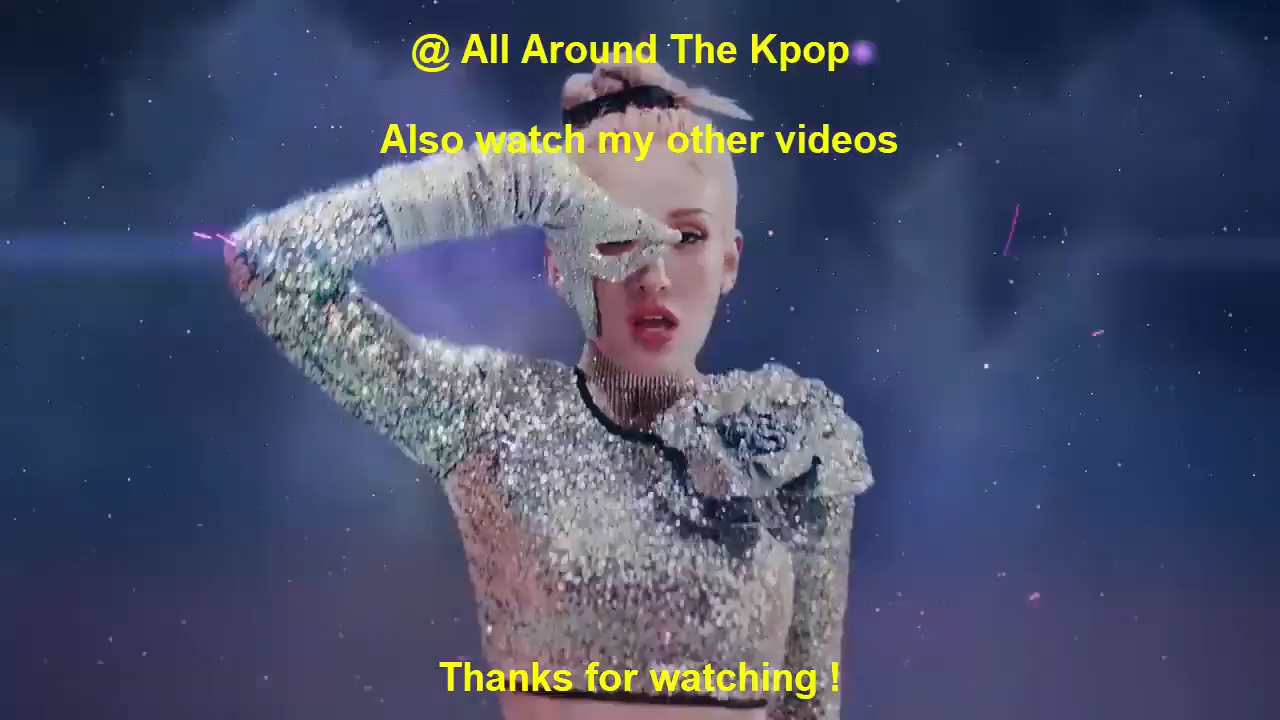 @ All Around The Kpop
Also watch my other videos
Thanks for watching !